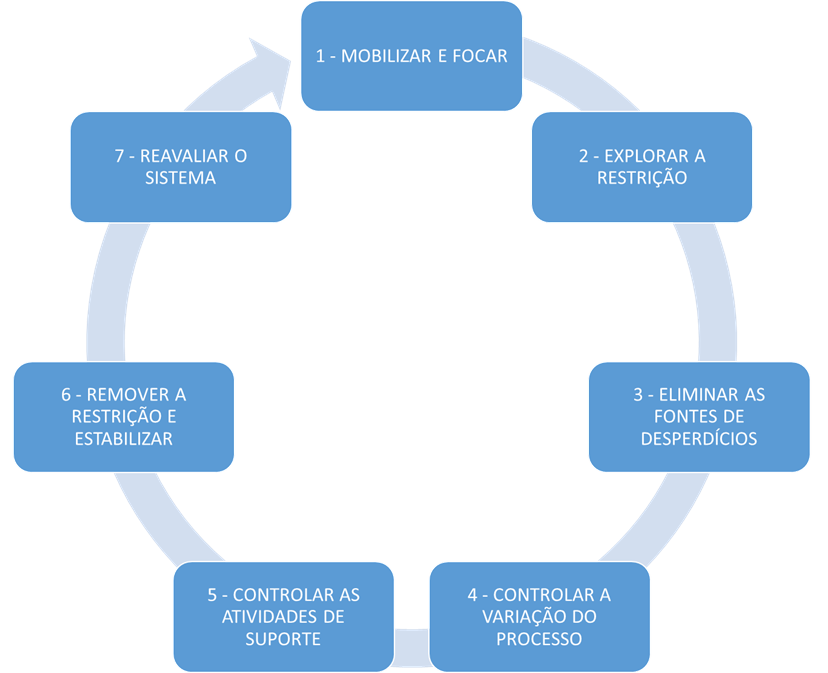 1 - MOBILIZAR E FOCAR
2 - EXPLORAR A
RESTRIÇÃO
3 - ELIMINAR AS
FONTES DE
DESPERDÍCIOS
4 - CONTROLAR A
VARIAÇÃO DO
PROCESSO
5 - CONTROLAR AS
ATIVIDADES DE
SUPORTE
6 - REMOVER A
RESTRIÇÃO E
ESTABILIZAR
7 - REAVALIAR O
SISTEMA